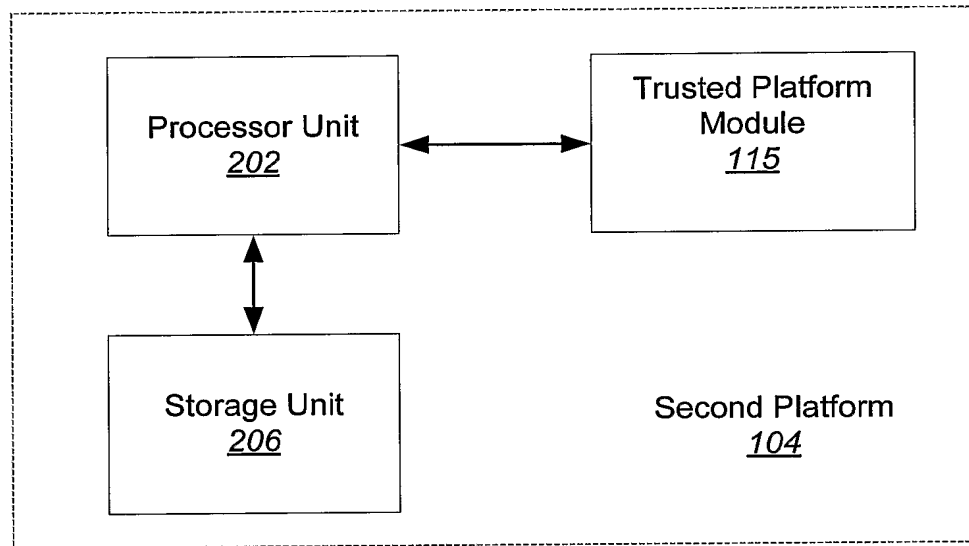 Processor Unit
202
Trusted Platform
Module
115
Storage Unit
206
Second Platform
104